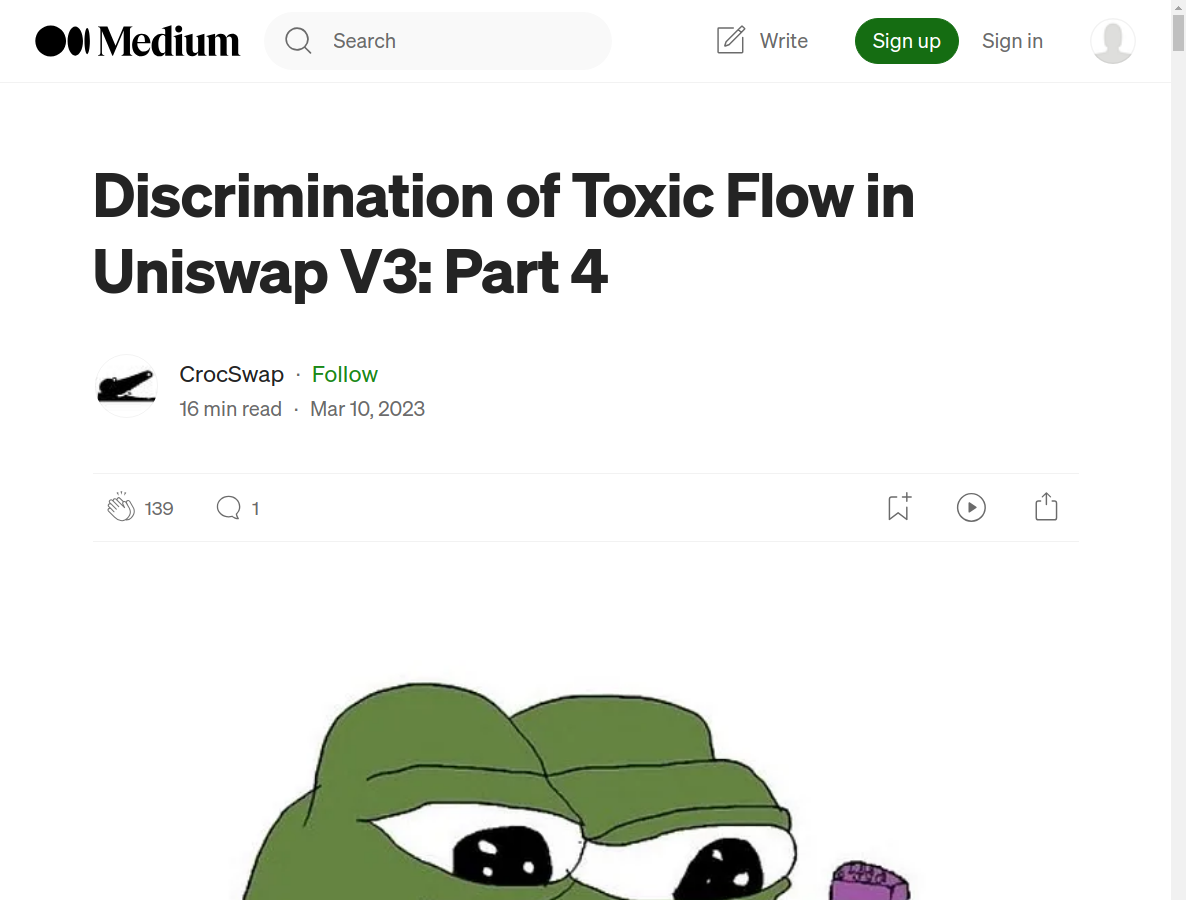 Medium
Search
Write
Sign up
Sign in
Discrimination of Toxic Flow in
Uniswap V3: Part 4
CrocSwap · Follow
16 min read · Mar 10, 2023
139
1